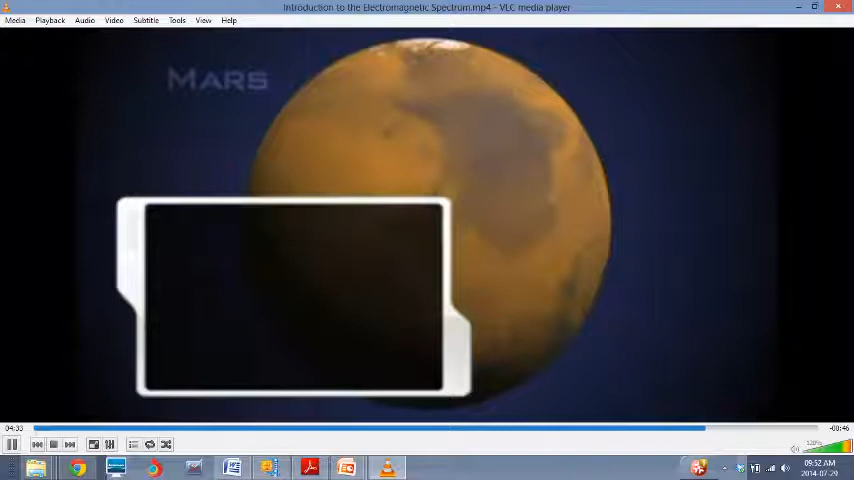 Introduction to the Electromagnetic Spectrum.mp4 - VLC media player
Media Playback Audio Video Subtitle Tools View Help
MARS
04:33 -00:46
120%
09:52 AM
2014-07-29